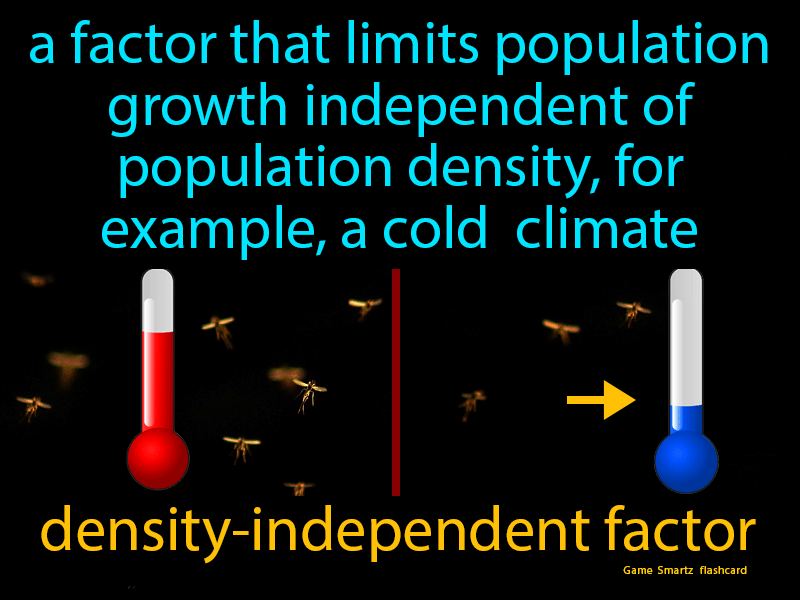 a factor that limits population
growth independent of
population density, for
example, a cold climate
density-independent factor
Game Smartz flashcard